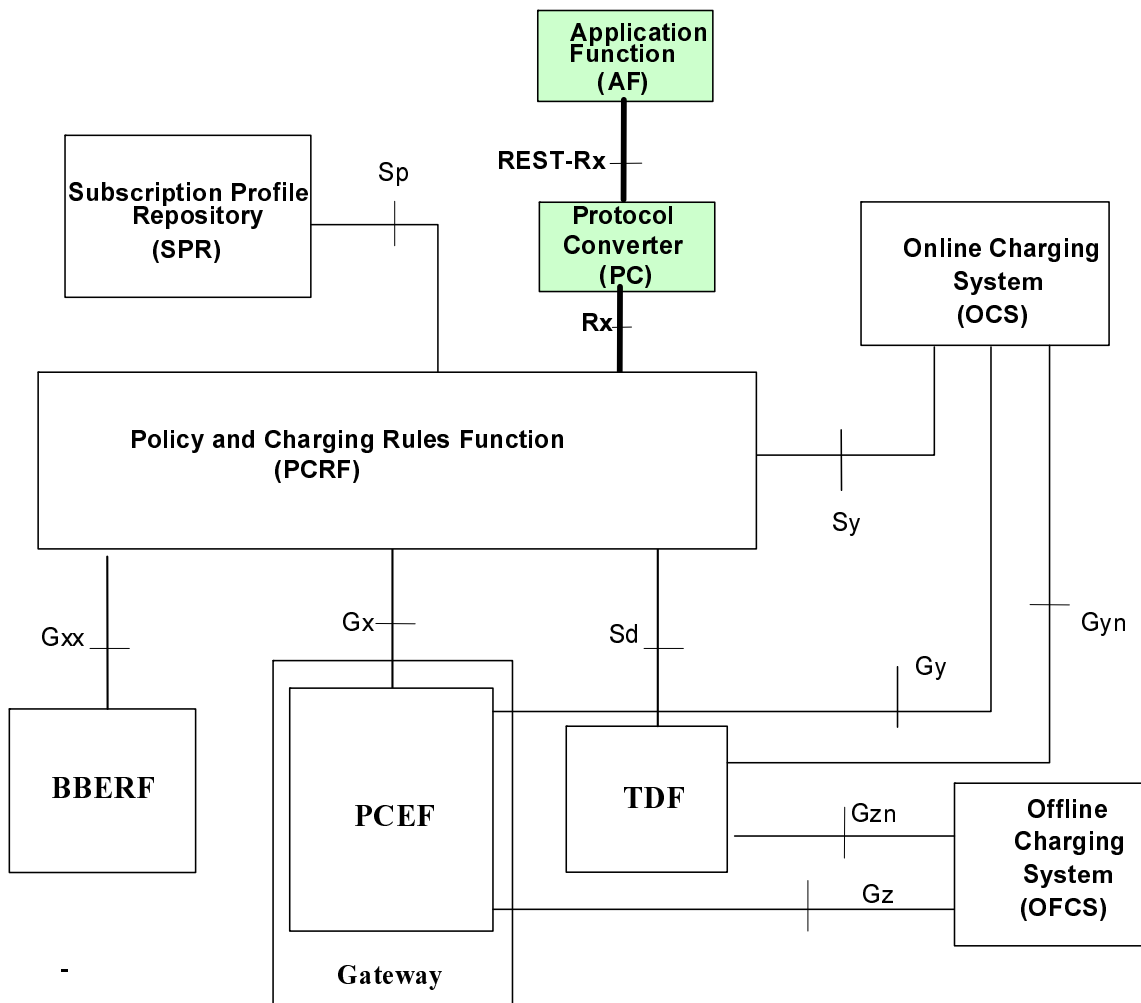 Application
Function
(AF)
REST-Rx
Sp
Subscription Profile
Repository
(SPR)
Protocol
Converter
(PC)
Online Charging
System
(OCS)
Rx
Policy and Charging Rules Function
(PCRF)
Sy
Gxx
Gx
Sd
Gyn
Gy
BBERF
PCEF
TDF
Gzn
Offline
Charging
System
(OFCS)
Gz
Gateway
-